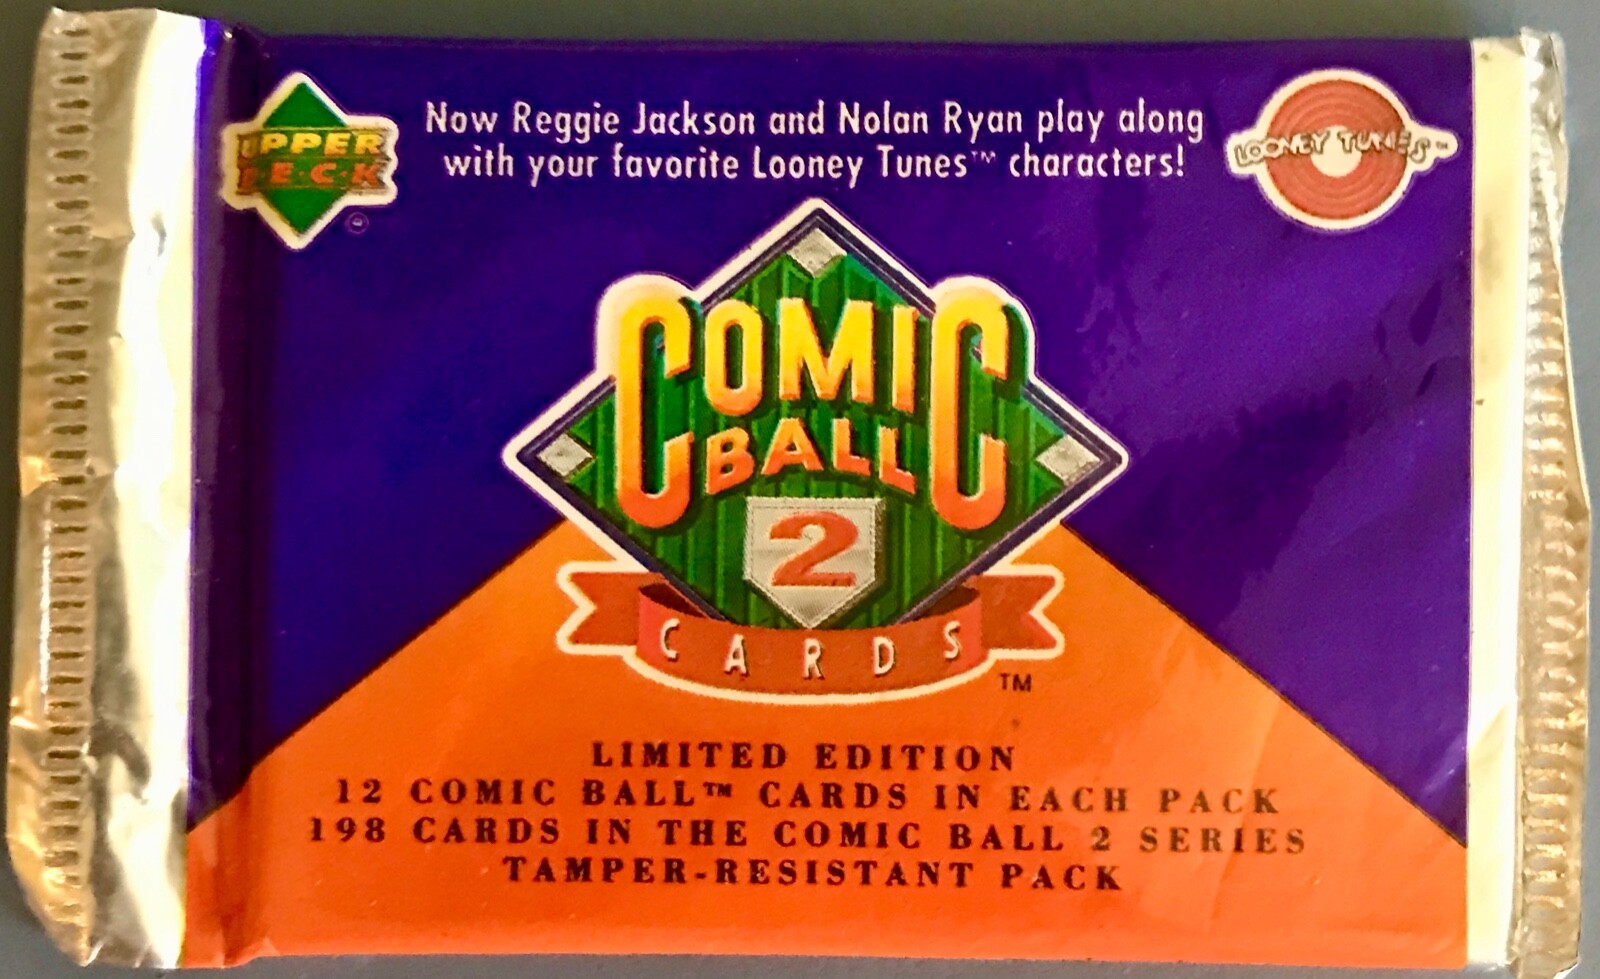 UPPER
D.E.C.K
®
Now Reggie Jackson and Nolan Ryan play along
with your favorite Looney Tunes™ characters!
LOONEY TUNES™
COMIC
BALL
2
CARDS
™
LIMITED EDITION
12 COMIC BALL™ CARDS IN EACH PACK
198 CARDS IN THE COMIC BALL 2 SERIES
TAMPER-RESISTANT PACK